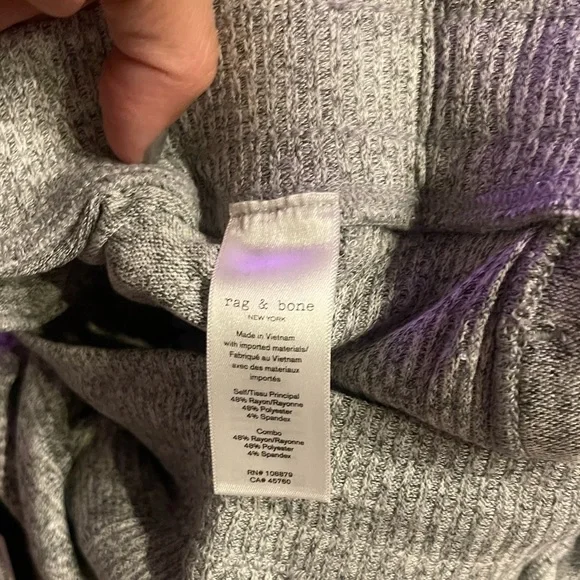 rag & bone
NEW YORK
Made in Vietnam
with imported materials/
Fabriqué au Vietnam
avec des materiaux
importés
Self/Tissu Principal
48% Rayon/Rayonne
48% Polyester
4% Spandex
Combo
48% Rayon/Rayonne
48% Polyester
4% Spandex
RN# 108879
CA# 45760